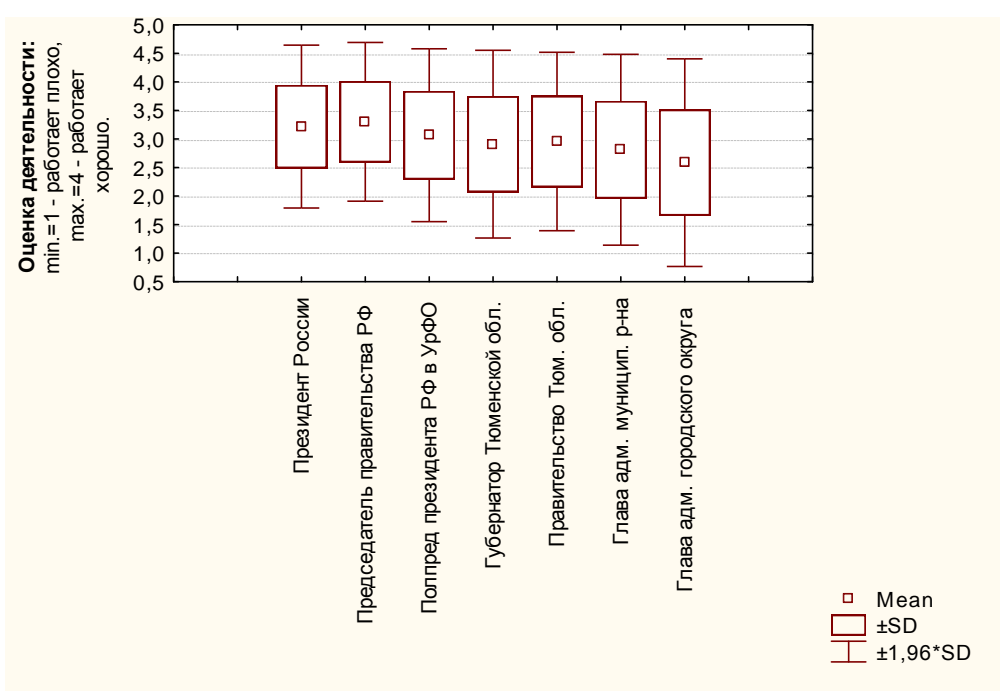 Оценка деятельности:
min.=1 - работает плохо,
max.=4 - работает
хорошо.
5,0
4,5
4,0
3,5
3,0
2,5
2,0
1,5
1,0
0,5
Президент России
Председатель правительства РФ
Полпред президента РФ в УрФО
Губернатор Тюменской обл.
Правительство Тюм. обл.
Глава адм. муницип. р-на
Глава адм. городского округа
Mean
±SD
±1,96*SD